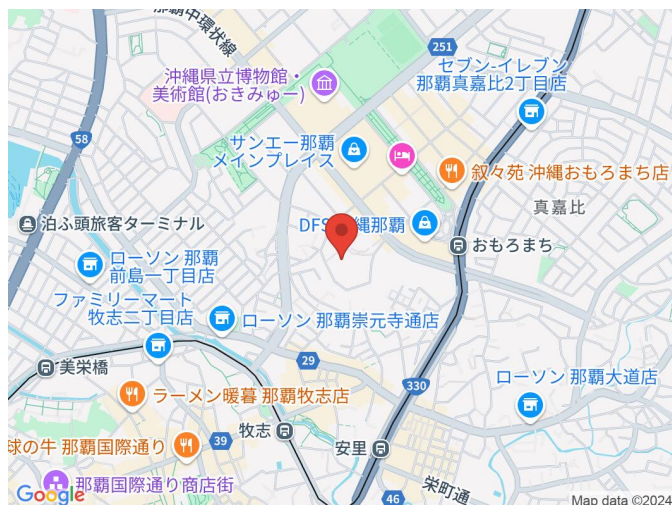 那覇中環状線
251
セブン-イレブン
那覇真嘉比2丁目店
沖縄県立博物館・
美術館(おきみゅー)
58
サンエー那覇
メインプレイス
叙々苑 沖縄おもろまち店
真嘉比
泊ふ頭旅客ターミナル
DFS
縄那覇
おもろまち
ローソン 那覇
前島一丁目店
ファミリーマート
牧志二丁目店
ローソン 那覇崇元寺通店
美栄橋
29
330
ローソン 那覇大道店
ラーメン暖暮 那覇牧志店
39
牧志
安里
球の牛 那覇国際通り
那覇国際通り商店街
栄町通
46
Google
Map data ©2024